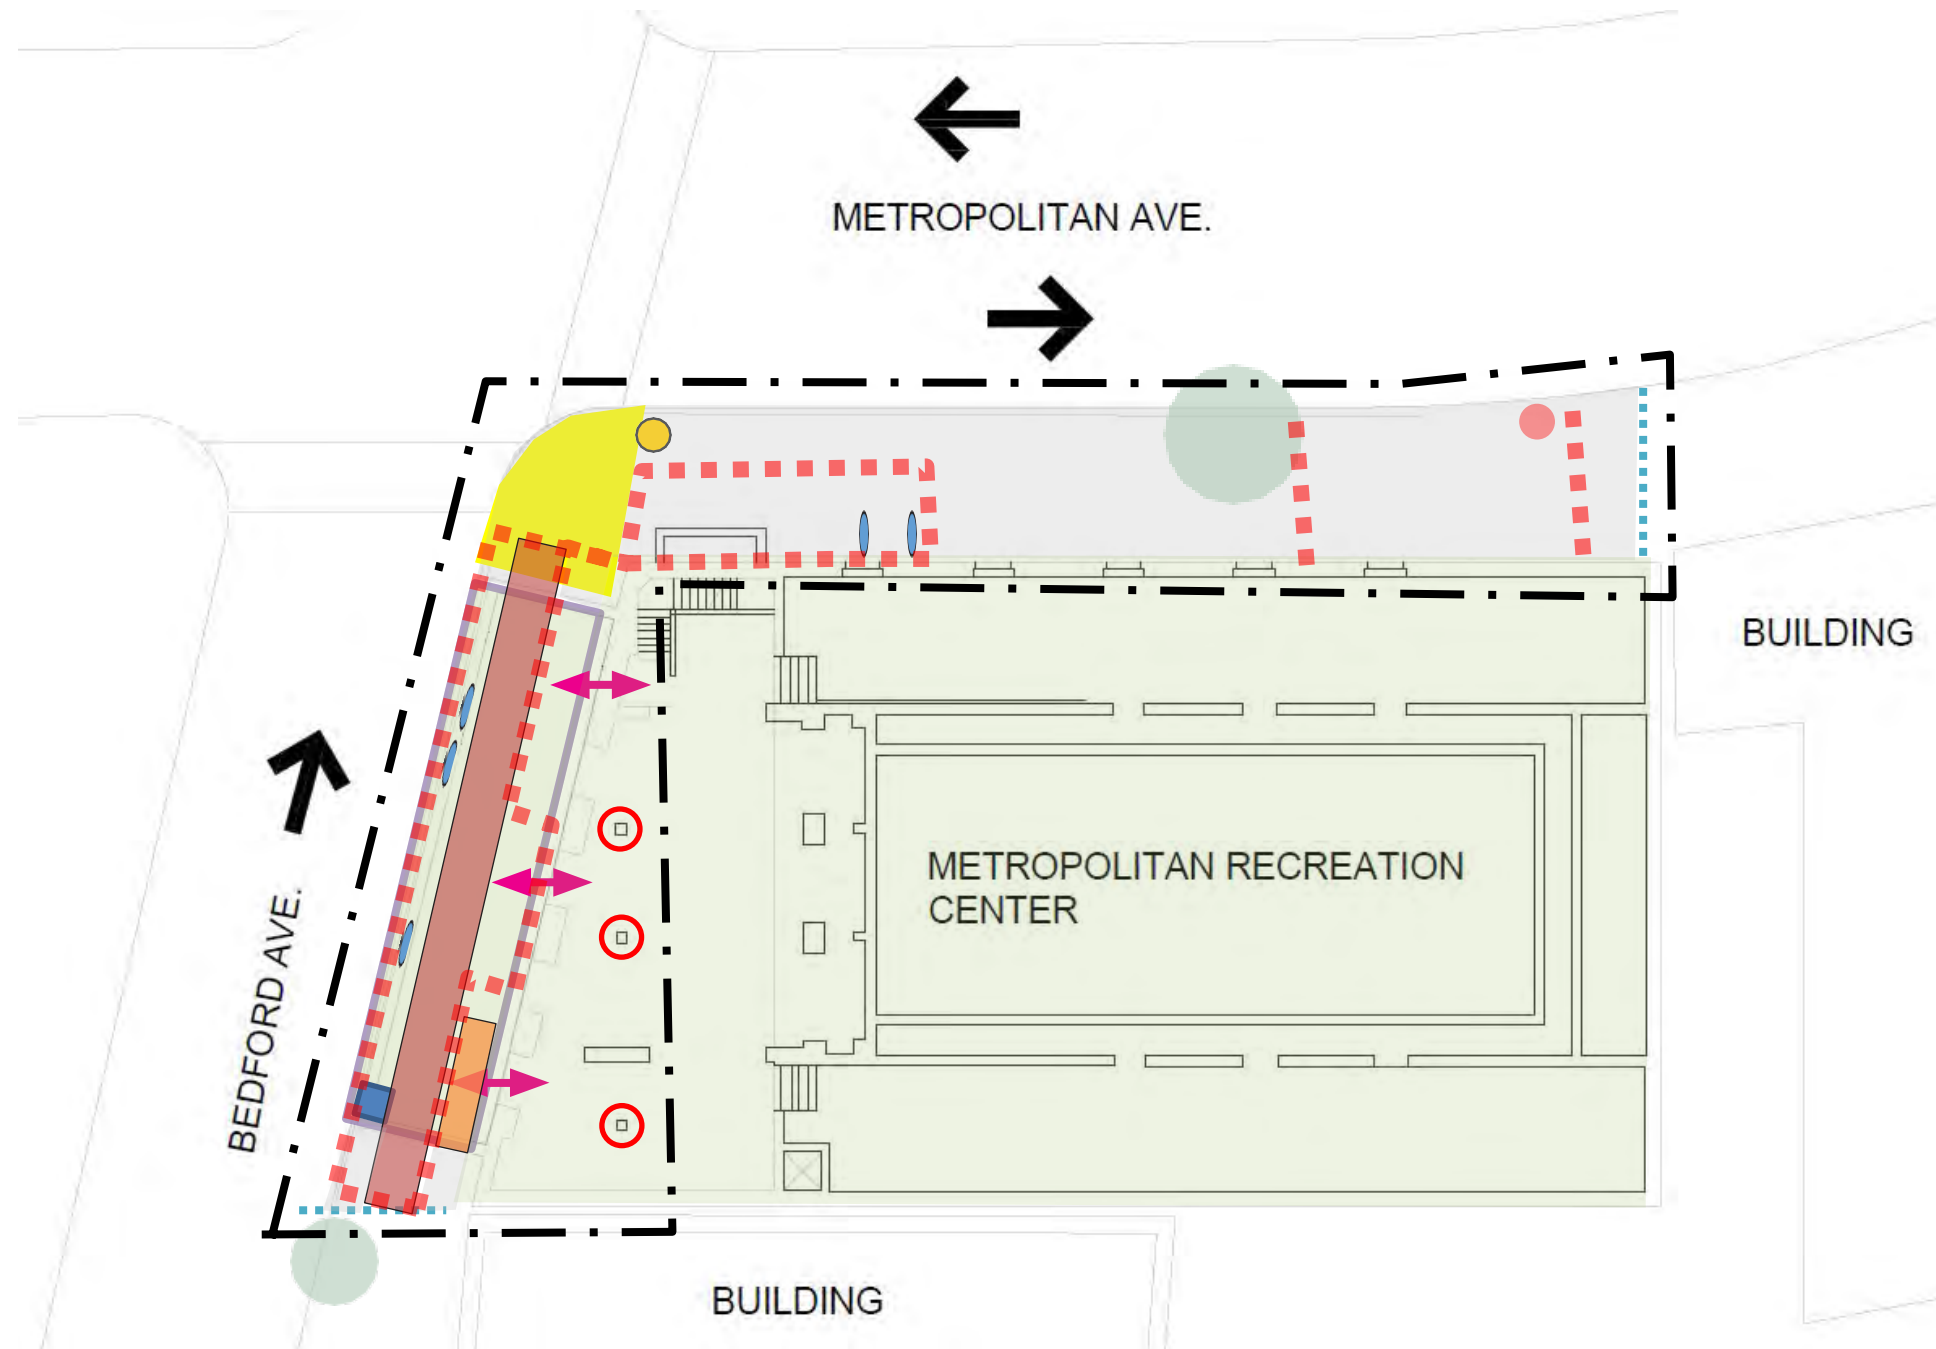 METROPOLITAN AVE.
BUILDING
METROPOLITAN RECREATION
CENTER
BEDFORD AVE.
BUILDING